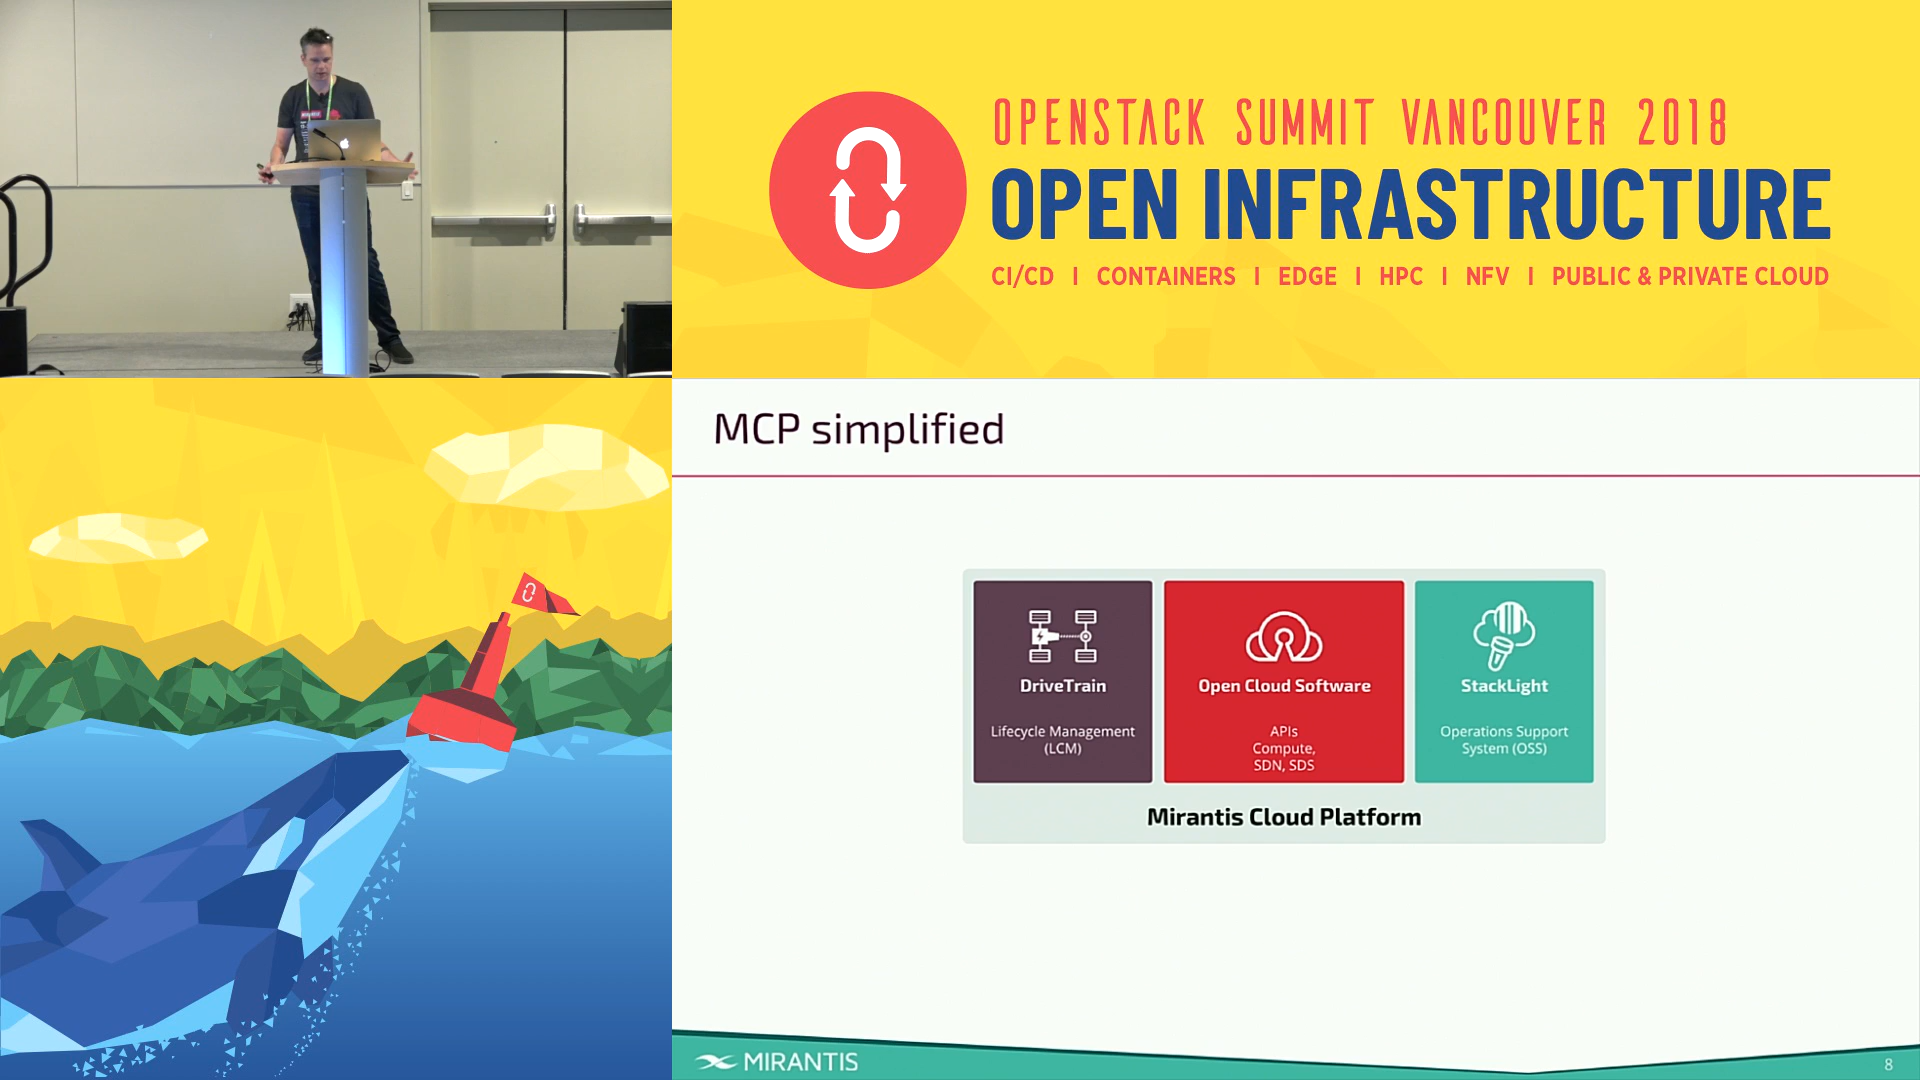 OPENSTACK SUMMIT VANCOUVER 2018
OPEN INFRASTRUCTURE
CI/CD | CONTAINERS | EDGE | HPC | NFV | PUBLIC & PRIVATE CLOUD
MCP simplified
DriveTrain
Lifecycle Management
(LCM)
Open Cloud Software
APIs
Compute,
SDN, SDS
StackLight
Operations Support
System (OSS)
Mirantis Cloud Platform
MIRANTIS
8